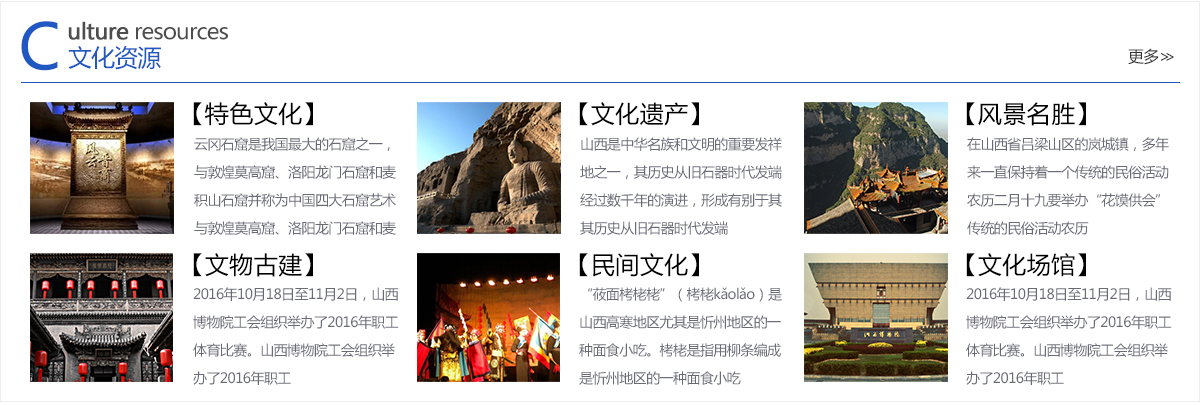 Culture resources
文化资源
更多≫
【特色文化】
云冈石窟是我国最大的石窟之一，
与敦煌莫高窟、洛阳龙门石窟和麦
积山石窟并称为中国四大石窟艺术
与敦煌莫高窟、洛阳龙门石窟和麦
【文化遗产】
山西是中华名族和文明的重要发祥
地之一，其历史从旧石器时代发端
经过数千年的演进，形成有别于其
其历史从旧石器时代发端
【风景名胜】
在山西省吕梁山区的岚城镇，多年
来一直保持着一个传统的民俗活动
农历二月十九要举办“花馍供会”
传统的民俗活动农历
【文物古建】
2016年10月18日至11月2日，山西
博物院工会组织举办了2016年职工
体育比赛。山西博物院工会组织举
办了2016年职工
【民间文化】
“莜面栲栳栳”（栲栳kǎolǎo）是
山西高寒地区尤其是忻州地区的一
种面食小吃。栲栳是指用柳条编成
是忻州地区的一种面食小吃
【文化场馆】
2016年10月18日至11月2日，山西
博物院工会组织举办了2016年职工
体育比赛。山西博物院工会组织举
办了2016年职工